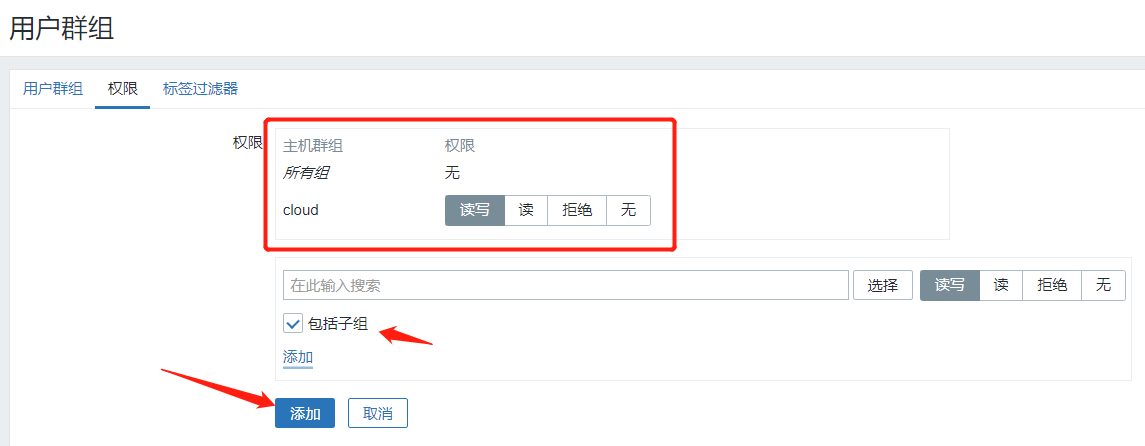 用户群组
用户群组 权限 标签过滤器
权限 主机群组 权限
所有组 无
cloud 读写 读 拒绝 无
在此输入搜索 选择 读写 读 拒绝 无
包括子组
添加
添加 取消